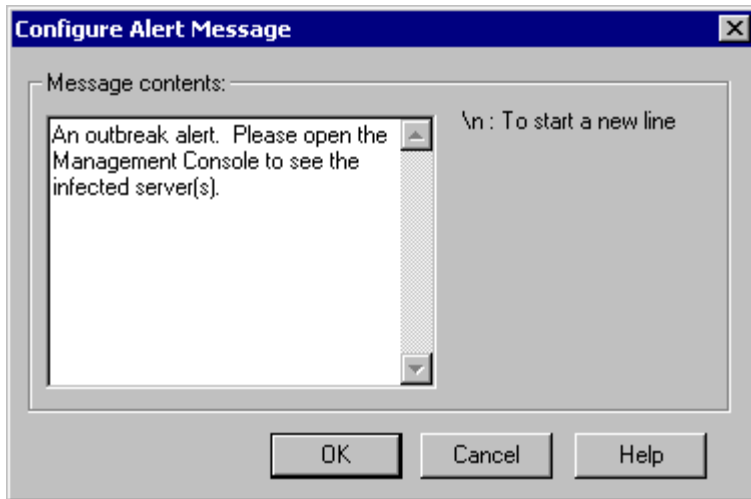 Configure Alert Message
Message contents:
An outbreak alert.  Please open the
Management Console to see the
infected server(s).
\n : To start a new line
OK
Cancel
Help